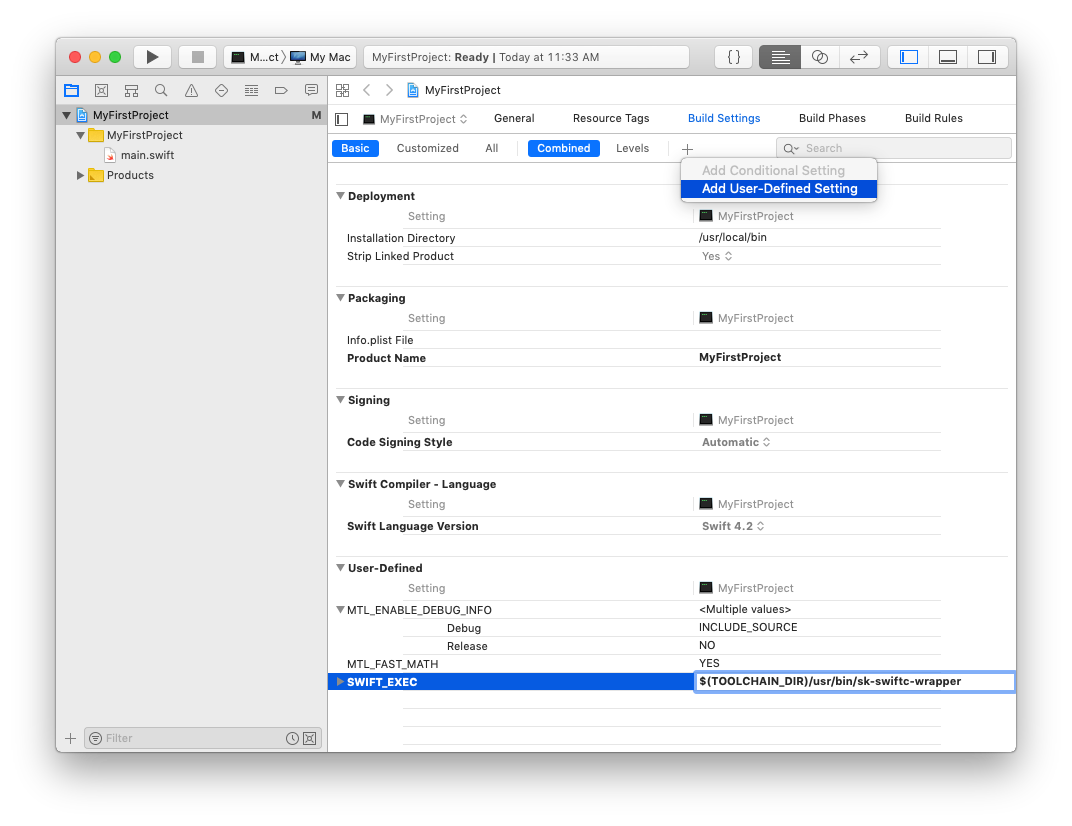 M...ct My Mac MyFirstProject: Ready | Today at 11:33 AM { }
MyFirstProject M
MyFirstProject
main.swift
Products
Filter
MyFirstProject
MyFirstProject General Resource Tags Build Settings Build Phases Build Rules
Basic Customized All Combined Levels + Search
Add Conditional Setting
Add User-Defined Setting
Deployment
Setting MyFirstProject
Installation Directory /usr/local/bin
Strip Linked Product Yes
Packaging
Setting MyFirstProject
Info.plist File
Product Name MyFirstProject
Signing
Setting MyFirstProject
Code Signing Style Automatic
Swift Compiler - Language
Setting MyFirstProject
Swift Language Version Swift 4.2
User-Defined
Setting MyFirstProject
MTL_ENABLE_DEBUG_INFO <Multiple values>
Debug INCLUDE_SOURCE
Release NO
MTL_FAST_MATH YES
SWIFT_EXEC $(TOOLCHAIN_DIR)/usr/bin/sk-swiftc-wrapper